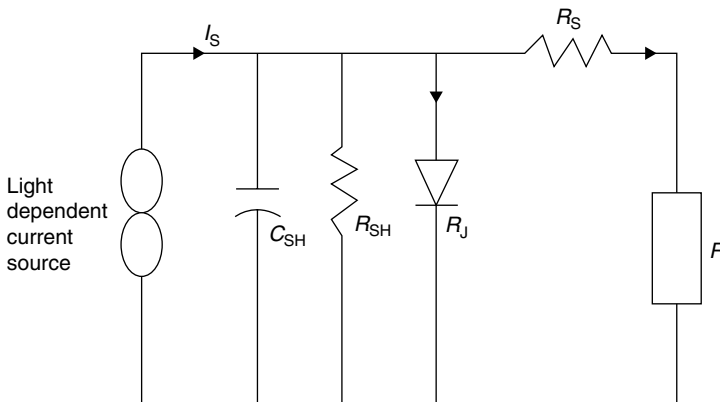 I_S
R_S
Light
dependent
current
source
C_SH
R_SH
R_J